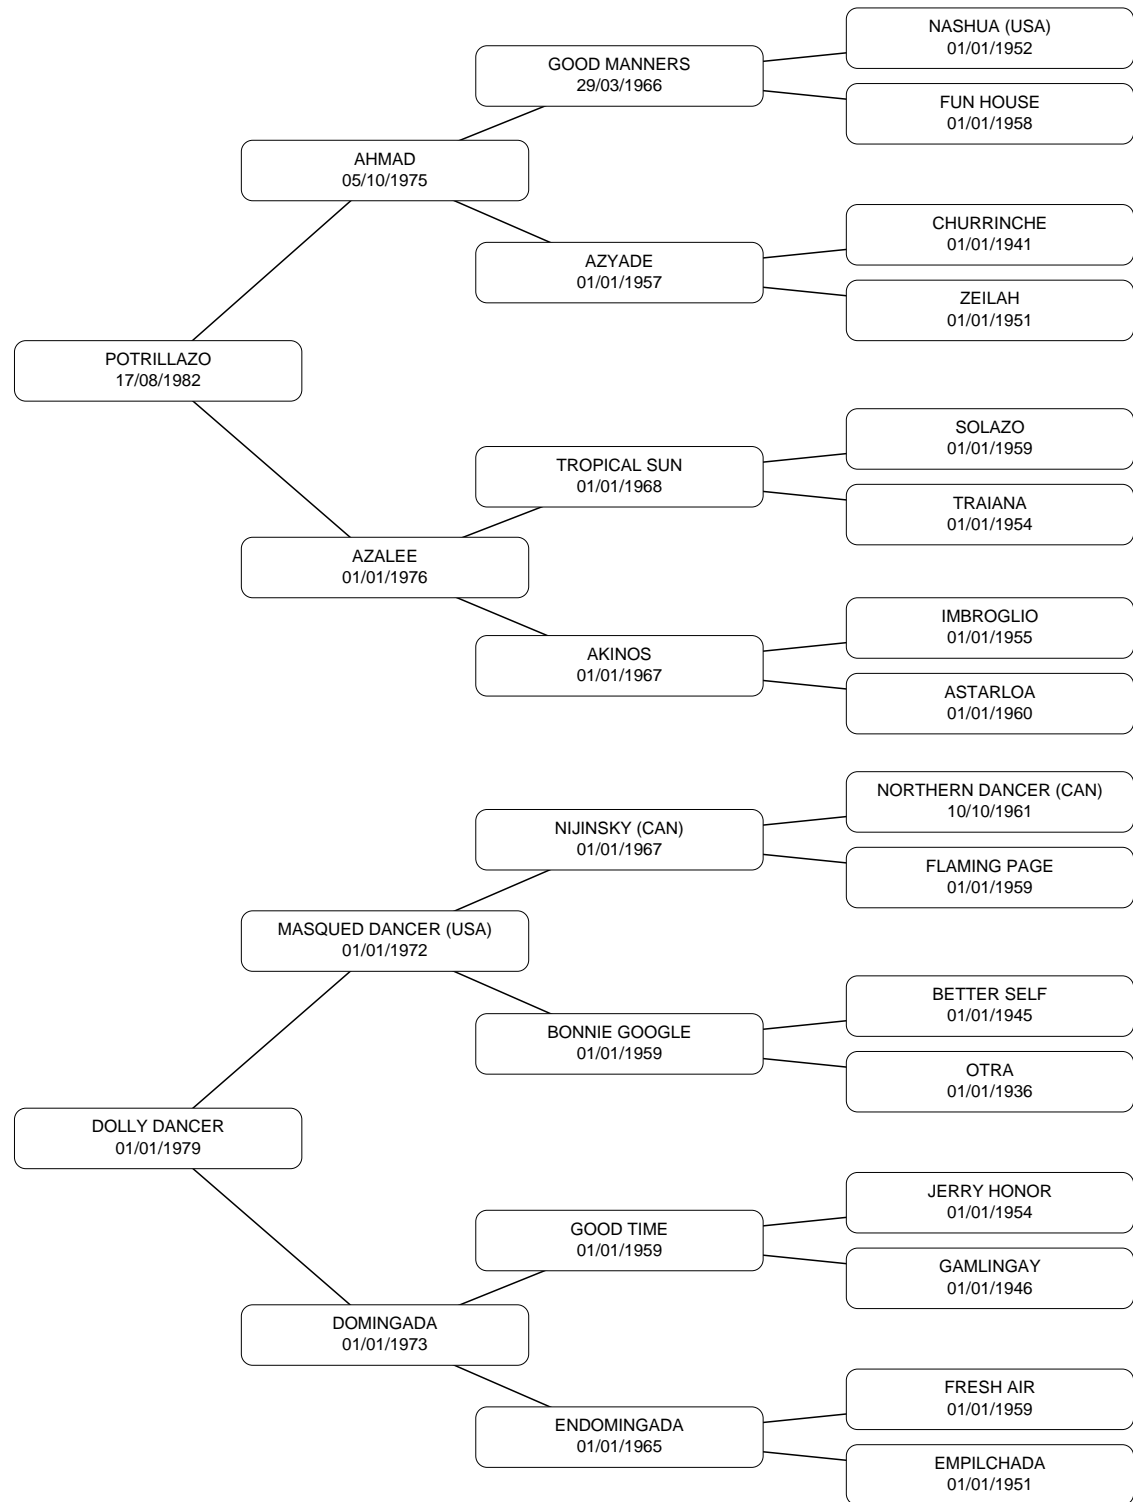 NASHUA (USA)
01/01/1952
GOOD MANNERS
29/03/1966
FUN HOUSE
01/01/1958
AHMAD
05/10/1975
CHURRINCHE
01/01/1941
AZYADE
01/01/1957
ZEILAH
01/01/1951
POTRILLAZO
17/08/1982
SOLAZO
01/01/1959
TROPICAL SUN
01/01/1968
TRAIANA
01/01/1954
AZALEE
01/01/1976
IMBROGLIO
01/01/1955
AKINOS
01/01/1967
ASTARLOA
01/01/1960
NORTHERN DANCER (CAN)
10/10/1961
NIJINSKY (CAN)
01/01/1967
FLAMING PAGE
01/01/1959
MASQUED DANCER (USA)
01/01/1972
BETTER SELF
01/01/1945
BONNIE GOOGLE
01/01/1959
OTRA
01/01/1936
DOLLY DANCER
01/01/1979
JERRY HONOR
01/01/1954
GOOD TIME
01/01/1959
GAMLINGAY
01/01/1946
DOMINGADA
01/01/1973
FRESH AIR
01/01/1959
ENDOMINGADA
01/01/1965
EMPILCHADA
01/01/1951